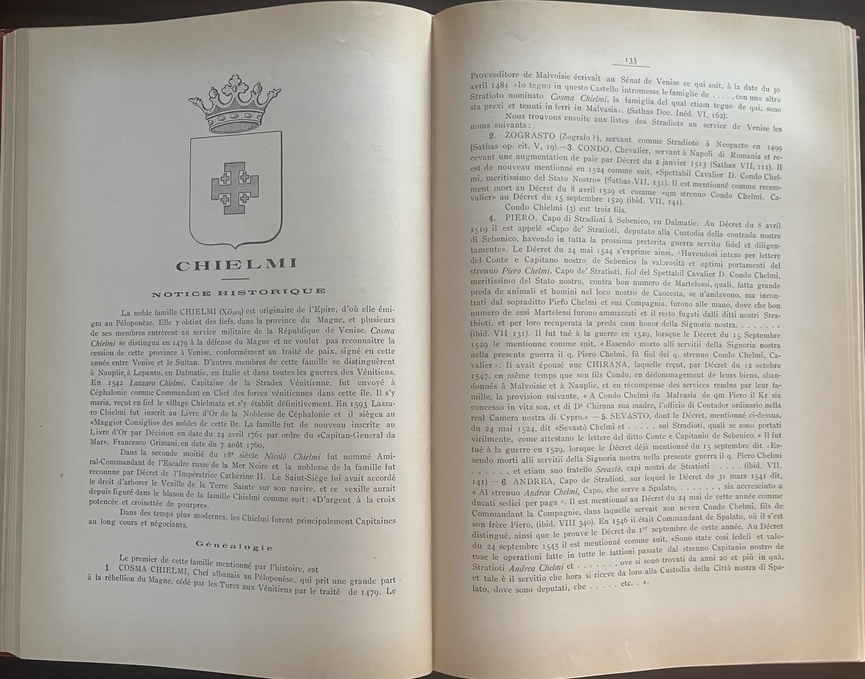 CHIELMI
NOTICE HISTORIQUE
La noble famille CHIELMI (Χέλμη) est originaire de l'Epire, d'où elle émi-
gra au Péloponèse. Elle y obtint des fiefs, dans la province du Magne, et plusieurs
de ses membres entrèrent au service militaire de la République de Venise. Cosma
Chielmi se distingua en 1479 à la défense du Magne et ne voulut pas reconnaitre la
cession de cette province à Venise, conformément au traité de paix, signé en cette
année entre Venise et le Sultan. D'autres membres de cette famille se distinguèrent
à Nauplie, à Lepanto, en Dalmatie, en Italie et dans toutes les guerres des Vénitiens.
En 1542 Lazzaro Chielmi, Capitaine de la Stradea Vénitienne, fut envoyé à
Céphalonie comme Commandant en Chef des forces vénitiennes dans cette île. Il s'y
maria, reçut en fief le village Chielmata et s'y établit définitivement. En 1593 Lazza-
ro Chielmi fut inscrit au Livre d'Or de la Noblesse de Céphalonie et il siégea au
«Maggior Consiglio» des nobles de cette île. La famille fut de nouveau inscrite au
Livre d'Or par Décision en date du 24 avril 1761 par ordre du «Capitan-General da
Mar», Francesco Grimani, en date du 7 août 1760.
Dans la seconde moitié du 18e siècle Nicolò Chielmi fut nommé Ami-
ral-Commandant de l'Escadre russe de la Mer Noire et la noblesse de la famille fut
reconnue par Décret de l'Impératrice Catherine II. Le Saint-Siège lui avait accordé
le droit d'arborer le Vexille de la Terre Sainte sur son navire, et ce vexille aurait
depuis figuré dans le blason de la famille Chielmi comme suit : «D'argent à la croix
potencée et croisettée de pourpre».
Dans des temps plus modernes, les Chielmi furent principalement Capitaines
au long cours et négociants.
Généalogie
Le premier de cette famille mentionné par l'histoire, est
1. COSMA CHIELMI, Chef albanais au Péloponèse, qui prit une grande part
à la rébellion du Magne, cédé par les Turcs aux Vénitiens par le traité de 1479. Le
133
Provveditore de Malvoisie écrivait au Sénat de Venise ce qui suit, à la date du 30
avril 1481 «Io tegno in questo Castello intromesse le famiglie de . . . . , con uno altro
Stratioto nominato Cosma Chielmi, la famiglia del qual etiam tegno de qui, sono
sta prexi et tenuti in ferri in Malvasia». (Sathas Doc. Inéd. VI, 162).
Nous trouvons ensuite aux listes des Stradiots au service de Venise les
noms suivants :
2. ZOGRASTO (Zografo ?), servant comme Stradioto à Neopacto en 1499
(Sathas op. cit. V, 19).—3. CONDO, Chevalier, servant à Napoli di Romania et re-
cevant une augmentation de paie par Décret du 2 janvier 1513 (Sathas VII, 111). Il
est de nouveau mentionné en 1524 comme suit, «Spettabil Cavalier D. Condo Chel-
mi, meritissimo del Stato Nostro» (Sathas VII, 131). Il est mentionné comme recem-
ment mort au Décret du 8 avril 1529 et comme «qm strenuo Condo Chelmi, Ca-
valier» au Décret du 15 septembre 1529 (ibid. VII, 141).
Condo Chielmi (3) eut trois fils,
4. PIERO, Capo di Stradioti à Sebenico, en Dalmatie. Au Décret du 8 avril
1519 il est appelé «Capo de' Stratioti, deputato alla Custodia della contrada nostra
di Sebenico, havendo in tutta la prossima preterita guerra servito fidel et diligen-
tamente». Le Décret du 24 mai 1524 s'exprime ainsi, «Havendosi inteso per lettere
del Conte e Capitano nostro de Sebenico la valorosità et optimi portamenti del
strenuo Piero Chelmi, Capo de' Stratioti, fiol del Spettabil Cavalier D. Condo Chelmi,
meritissimo del Stato nostro, contra bon numero de Martelossi, quali, fatta grande
preda de animali et homini nel loco nostro de Caocesta, se n'andavono, ma incon-
trati dal sopraditto Piero Chelmi et sua Compagnia, furono alle mano, dove che bon
numero de essi Martelessi furono ammazzati et il resto fugati dalli ditti nostri Stra-
thioti, et per loro recuperata la preda cum honor della Signoria nostra. . . . . . . . »
(ibid. VII 131). Il fut tué à la guerre en 1529, lorsque le Décret du 15 Septembre
1529 le mentionne comme suit, «Essendo morto alli servitii della Signoria nostra
nella presente guerra il q. Piero Chelmi, fù fiol del q. strenuo Condo Chelmi, Ca-
valier». Il avait épousé une CHIRANA, laquelle reçut, par Décret du 12 octobre
1547, en même temps que son fils Condo, en dédommagement de leurs biens, aban-
donnés à Malvoisie et à Nauplie, et en récompense des services rendus par leur fa-
mille, la provision suivante, «A Condo Chelmi da Malvasia de qm Piero il Kr sia
concesso in vita soa, et di Da Chirana sua madre, l'officio di Contador ordinario nella
real Camera nostra di Cypro.» — 5. SEVASTO, dont le Décret, mentionné ci-dessus,
du 24 mai 1524, dit «Sevastò Chelmi et . . . . . sui Stradioti, quali se sono portati
virilmente, come attestano le lettere del ditto Conte e Capitanio de Sebenico.» Il fut
tué à la guerre en 1529, lorsque le Décret déjà mentionné du 15 septembre dit «Es-
sendo morti alli servitii della Signoria nostra nella presente guerra il q. Piero Chelmi
. . . . . . . et etiam suo fratello Sevastò, capi nostri de Stratioti . . . . . (ibid. VII,
141) — 6. ANDREA, Capo de Stradioti, sur lequel le Décret du 31 mars 1541 dit,
« Al strenuo Andrea Chelmi, Capo, che serve a Spalato, . . . . . . . , sia accresciuto a
ducati sedici per paga ». Il est mentionné au Décret du 24 mai de cette année comme
Commandant la Compagnie, dans laquelle servait son neveu Condo Chielmi, fils de
son frère Piero, (ibid. VIII 340). En 1546 il était Commandant de Spalato, où il s'est
distingué, ainsi que le prouve le Décret du 1er septembre de cette année. Au Décret
du 24 septembre 1545 il est mentionné comme suit, «Sono state cosi fedeli et valo-
rose le operationi fatte in tutte le fattioni passate dal strenuo Capitanio nostro de
Stratioti Andrea Chelmi et . . . . . . . , ove si sono trovati da anni 20 et più in quà,
et tale è il servitio che hora si riceve da loro alla Custodia della Città nostra di Spa-
lato, dove sono deputati, che . . . . . etc. . ».